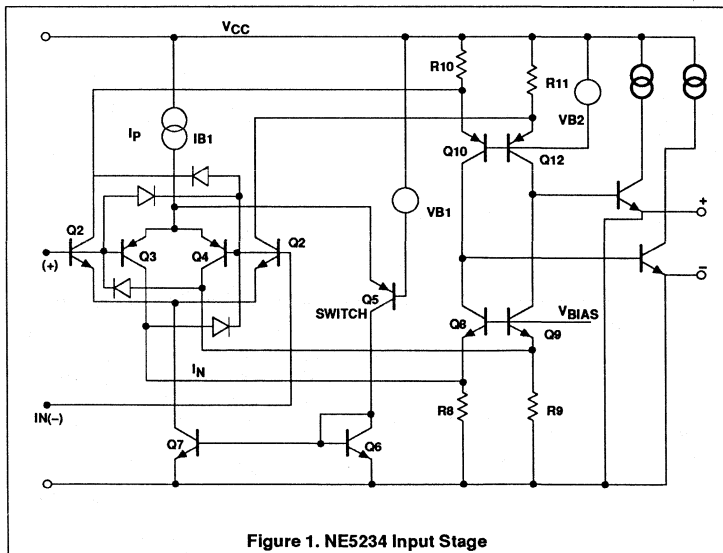 VCC
R10
R11
IP
IB1
VB2
Q10
Q12
VB1
Q2
Q3
Q4
Q2
+
(+)
Q5
SWITCH
–
Q8
VBIAS
Q9
IN
R8
R9
IN(–)
Q7
Q6
Figure 1. NE5234 Input Stage